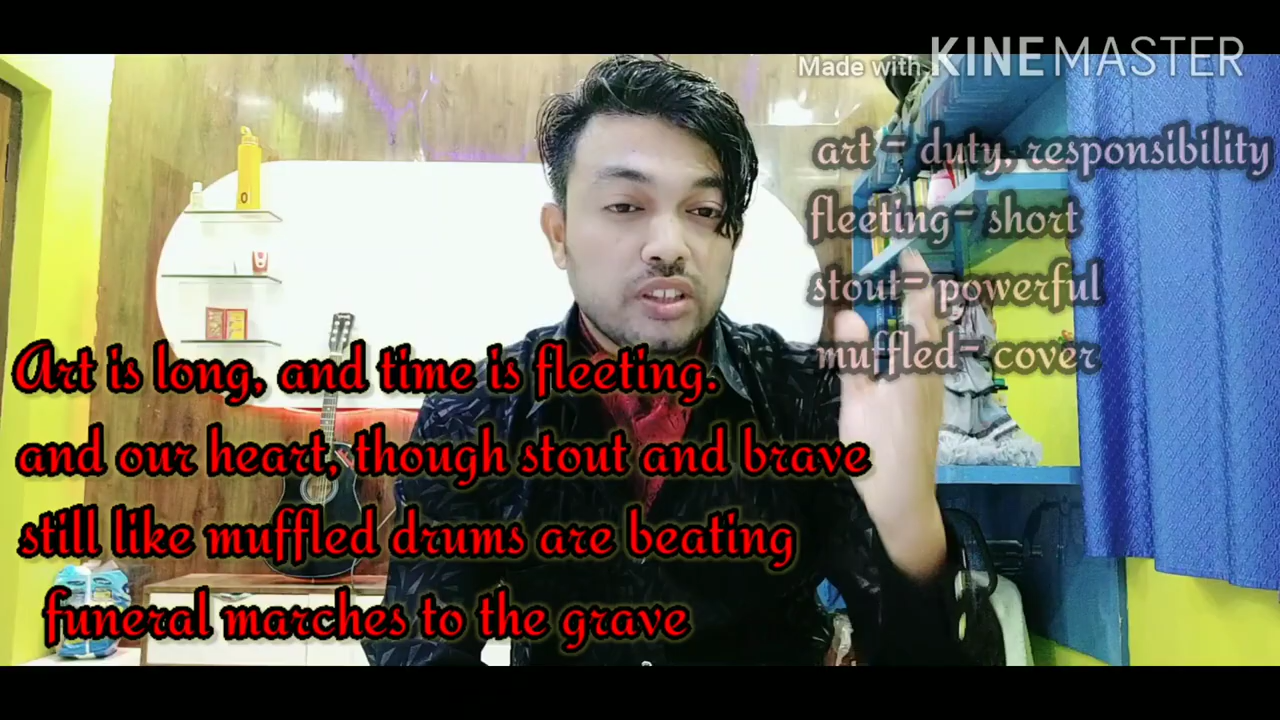 Made with KINEMASTER
art - duty, responsibility
fleeting- short
stout- powerful
muffled- cover
Art is long, and time is fleeting.
and our heart, though stout and brave
still like muffled drums are beating
funeral marches to the grave